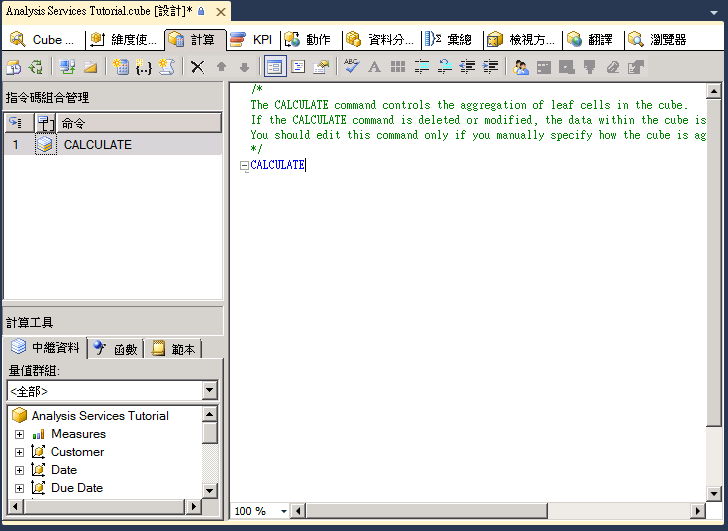 Analysis Services Tutorial.cube [設計]*
Cube ...
維度使...
計算
KPI
動作
資料分...
彙總
檢視方...
翻譯
瀏覽器
指令碼組合管理
命令
1 CALCULATE
計算工具
中繼資料
函數
範本
量值群組:
<全部>
Analysis Services Tutorial
Measures
Customer
Date
Due Date
/*
The CALCULATE command controls the aggregation of leaf cells in the cube.
If the CALCULATE command is deleted or modified, the data within the cube is
You should edit this command only if you manually specify how the cube is ag
*/
CALCULATE
100 %